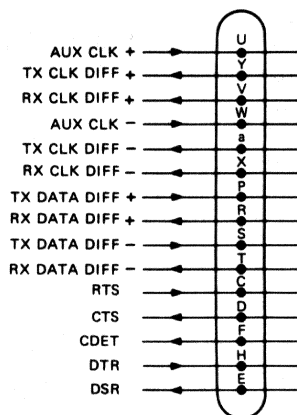 AUX CLK + U
TX CLK DIFF + Y
RX CLK DIFF + V
AUX CLK – W
TX CLK DIFF – a
RX CLK DIFF – X
TX DATA DIFF + P
RX DATA DIFF + R
TX DATA DIFF – S
RX DATA DIFF – T
RTS C
CTS D
CDET F
DTR H
DSR E